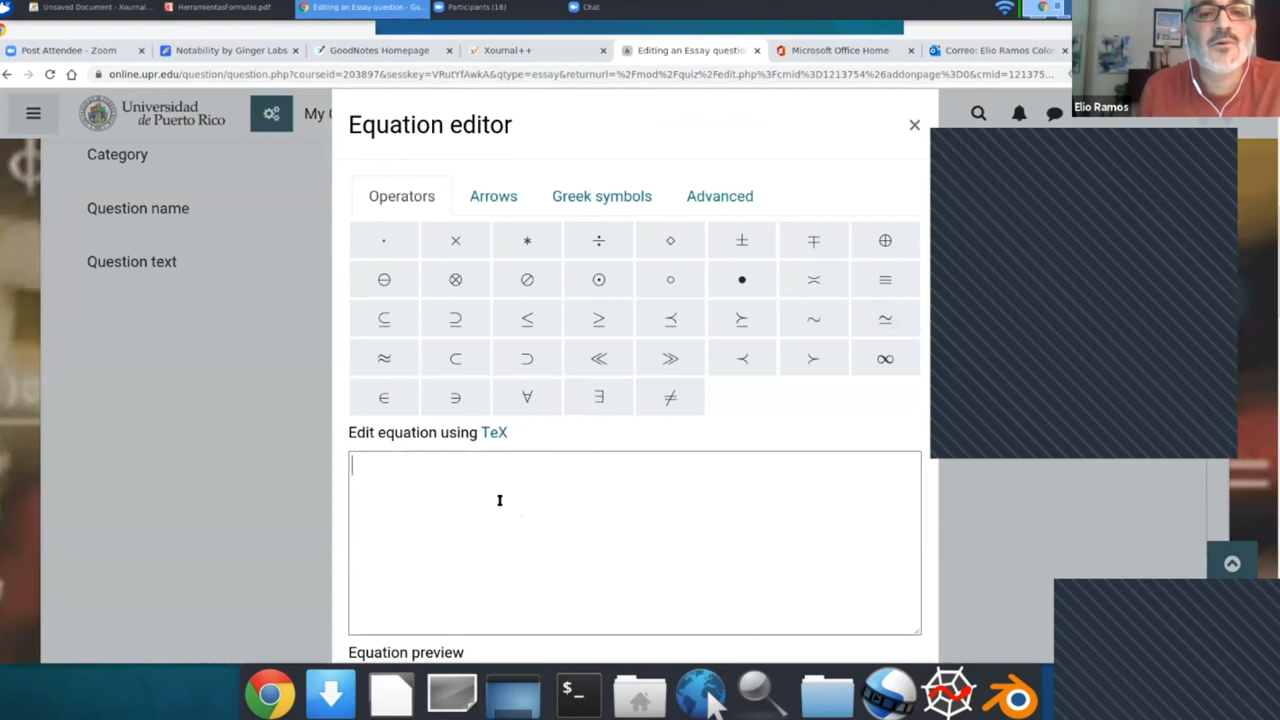 Unsaved Document - Xournal...
HerramientasFormulas.pdf
Editing an Essay question - Go...
Participants (18)
Chat
Post Attendee - Zoom
Notability by Ginger Labs
GoodNotes Homepage
Xournal++
Editing an Essay questio
Microsoft Office Home
Correo: Elio Ramos Color
online.upr.edu/question/question.php?courseid=203897&sesskey=VRutYfAwkA&qtype=essay&returnurl=%2Fmod%2Fquiz%2Fedit.php%3Fcmid%3D1213754%26addonpage%3D0&cmid=121375...
Elio Ramos
Universidad
de Puerto Rico
My C
Equation editor
Category
Question name
Question text
Operators
Arrows
Greek symbols
Advanced
· × * ÷ ⋄ ± ∓ ⊕
⊖ ⊗ ⊘ ⊙ ∘ • ≍ ≡
⊆ ⊇ ≤ ≥ ⪯ ⪰ ∼ ≃
≈ ⊂ ⊃ ≪ ≫ ≺ ≻ ∞
∈ ∋ ∀ ∃ ≠
Edit equation using TeX
Equation preview